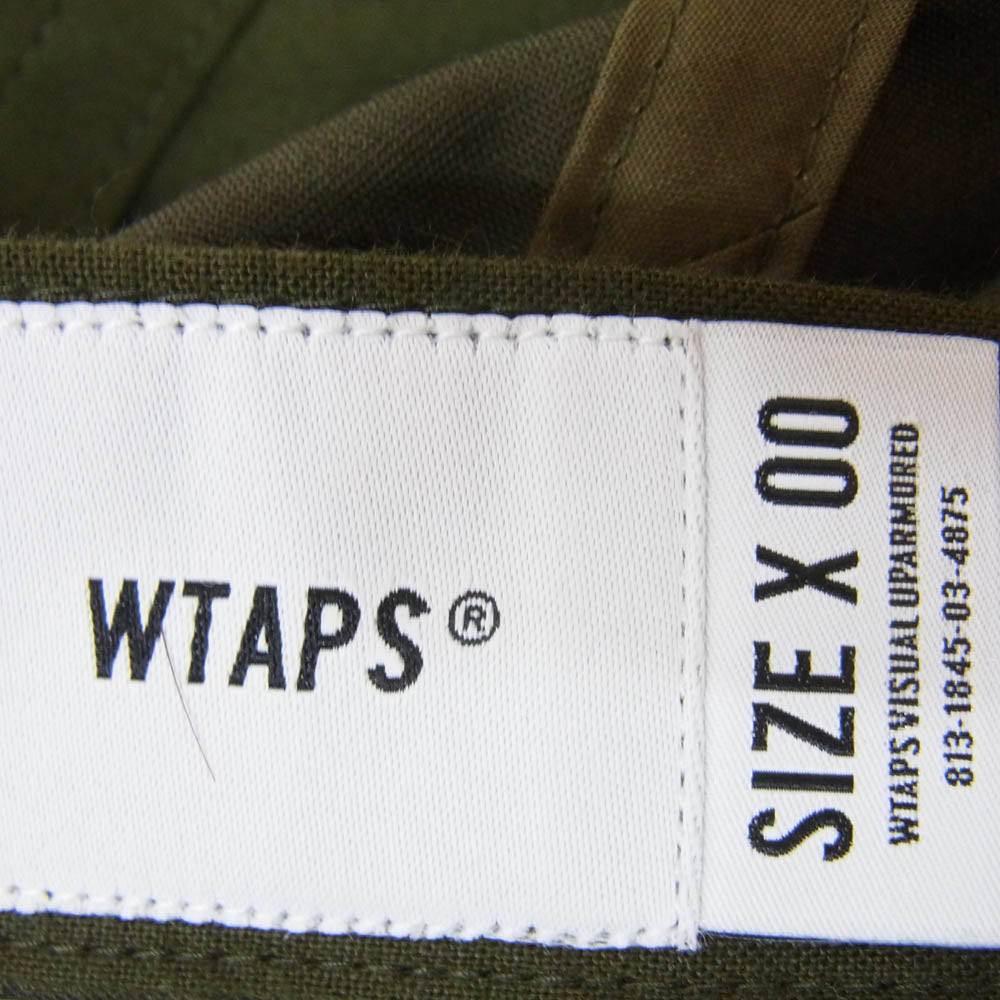 WTAPS®
SIZE X 00
WTAPS VISUAL UPARMORED
813-1845-03-4875